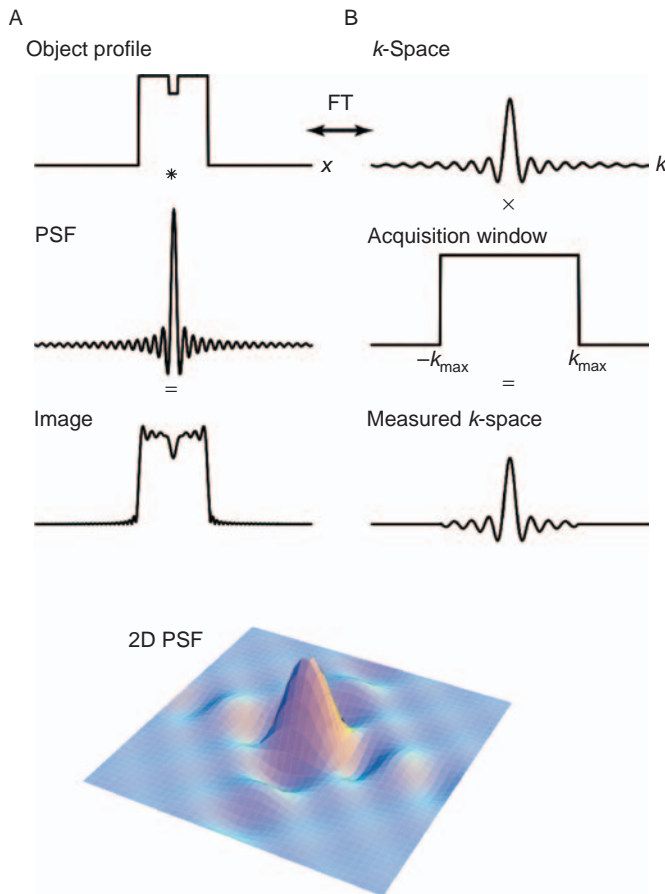 A
B
Object profile
k-Space
FT
x
k
*
×
PSF
Acquisition window
−kmax
kmax
=
=
Image
Measured k-space
2D PSF